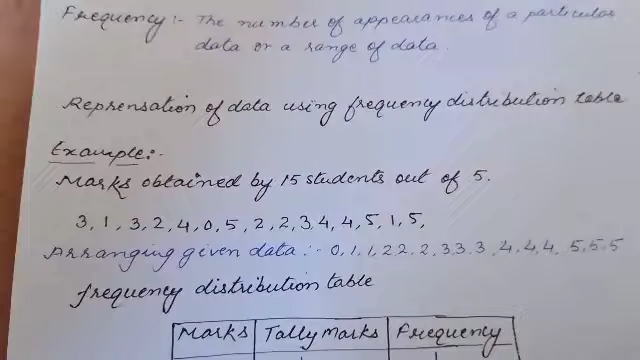 Frequency :- The number of appearances of a particular
data or a range of data.
Reprensation of data using frequency distribution table
Example:-
Marks obtained by 15 students out of 5.
3, 1, 3, 2, 4, 0, 5, 2, 2, 3, 4, 4, 5, 1, 5,
Arranging given data :- 0, 1, 1, 2, 2, 2, 3, 3, 3, 4, 4, 4, 5, 5, 5
frequency distribution table
Marks Tally marks Frequency